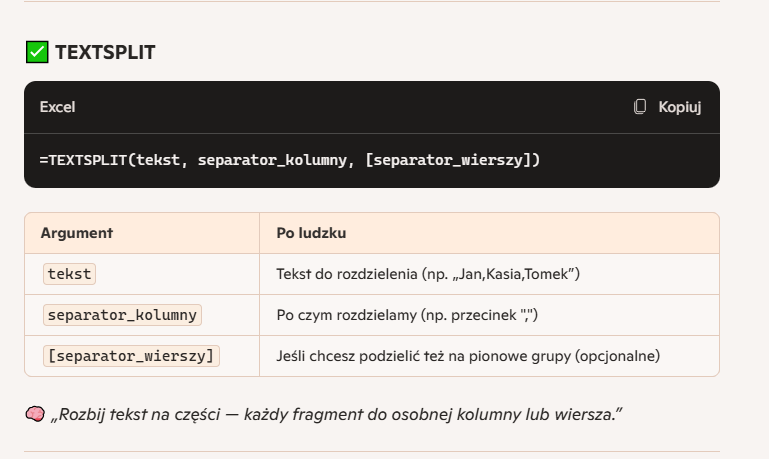 ✅ TEXTSPLIT
Excel
Kopiuj
=TEXTSPLIT(tekst, separator_kolumny, [separator_wierszy])
Argument Po ludzku
tekst Tekst do rozdzielenia (np. „Jan,Kasia,Tomek”)
separator_kolumny Po czym rozdzielamy (np. przecinek ",")
[separator_wierszy] Jeśli chcesz podzielić też na pionowe grupy (opcjonalne)
🧠 „Rozbij tekst na części — każdy fragment do osobnej kolumny lub wiersza.”